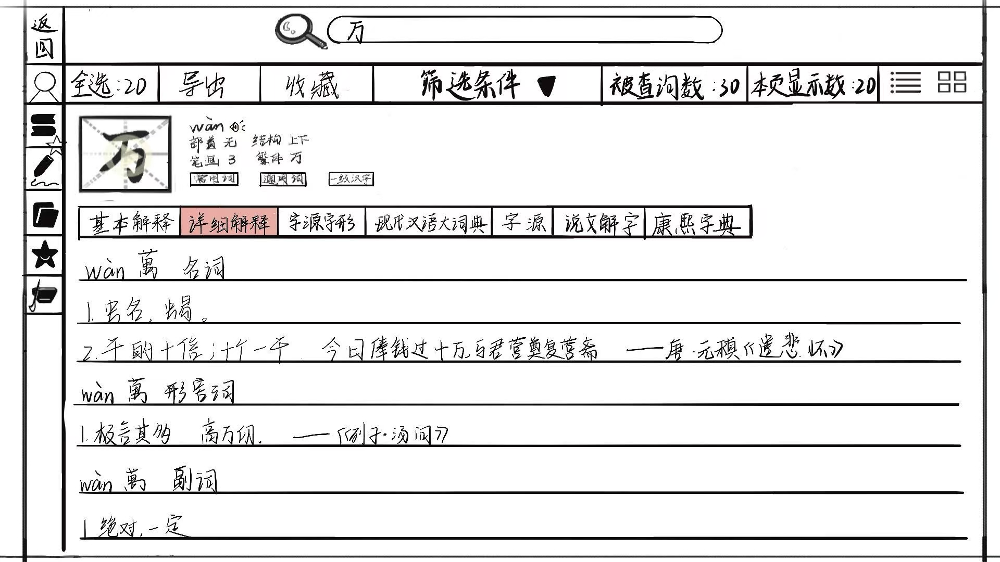 返
回
万
全选:20 导出 收藏 筛选条件 被查词数:30 本页显示数:20
万
wàn
部首 无 结构 上下
笔画 3 繁体 万
常用词 通用词 一级汉字
基本解释 详细解释 字源字形 现代汉语大词典 字源 说文解字 康熙字典
wàn 萬 名词
1. 虫名,蝎。
2. 千的十倍;十个一千. 今日俸钱过十万,与君营奠复营斋 ——唐·元稹《遣悲怀》
wàn 萬 形容词
1. 极言其多 高万仞. ——《列子·汤问》
wàn 萬 副词
1 绝对,一定